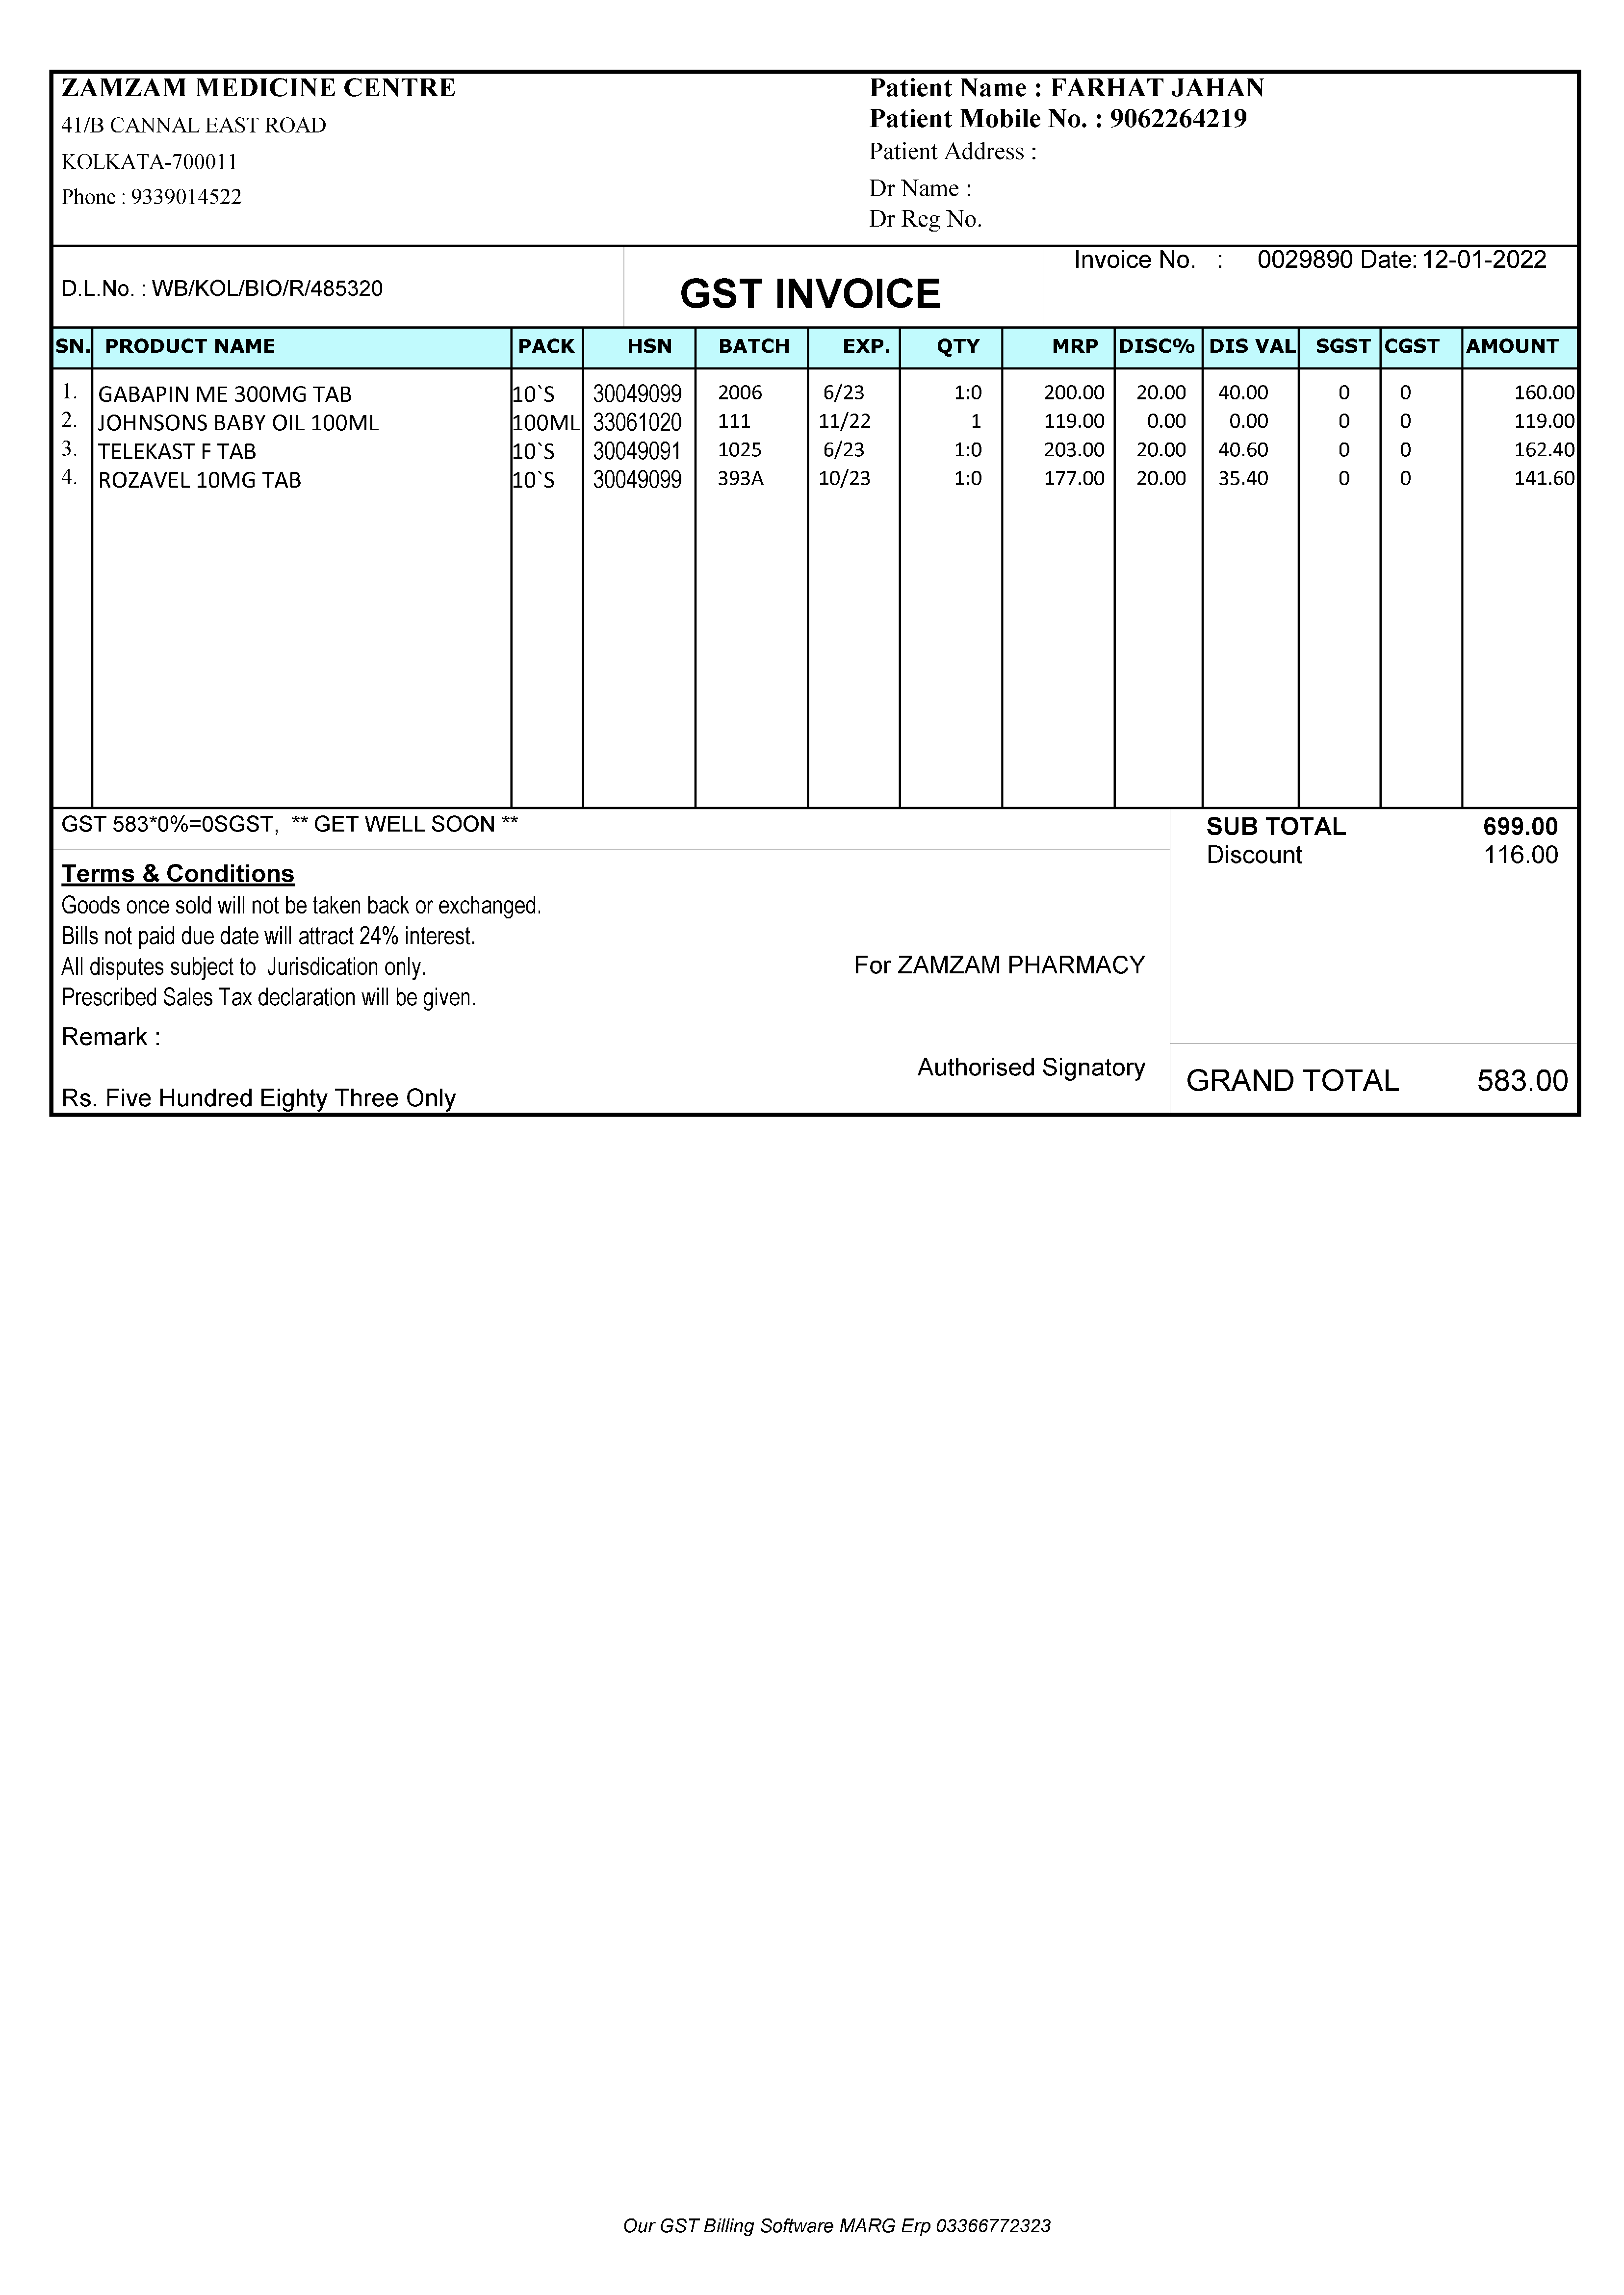 ZAMZAM MEDICINE CENTRE
41/B CANNAL EAST ROAD
KOLKATA-700011
Phone : 9339014522
Patient Name : FARHAT JAHAN
Patient Mobile No. : 9062264219
Patient Address :
Dr Name :
Dr Reg No.
D.L.No. : WB/KOL/BIO/R/485320
GST INVOICE
Invoice No. : 0029890 Date: 12-01-2022
SN. PRODUCT NAME PACK HSN BATCH EXP. QTY MRP DISC% DIS VAL SGST CGST AMOUNT
1. GABAPIN ME 300MG TAB 10`S 30049099 2006 6/23 1:0 200.00 20.00 40.00 0 0 160.00
2. JOHNSONS BABY OIL 100ML 100ML 33061020 111 11/22 1 119.00 0.00 0.00 0 0 119.00
3. TELEKAST F TAB 10`S 30049091 1025 6/23 1:0 203.00 20.00 40.60 0 0 162.40
4. ROZAVEL 10MG TAB 10`S 30049099 393A 10/23 1:0 177.00 20.00 35.40 0 0 141.60
GST 583*0%=0SGST, ** GET WELL SOON **
SUB TOTAL 699.00
Discount 116.00
Terms & Conditions
Goods once sold will not be taken back or exchanged.
Bills not paid due date will attract 24% interest.
All disputes subject to Jurisdication only.
Prescribed Sales Tax declaration will be given.
For ZAMZAM PHARMACY
Remark :
Authorised Signatory
GRAND TOTAL 583.00
Rs. Five Hundred Eighty Three Only
Our GST Billing Software MARG Erp 03366772323